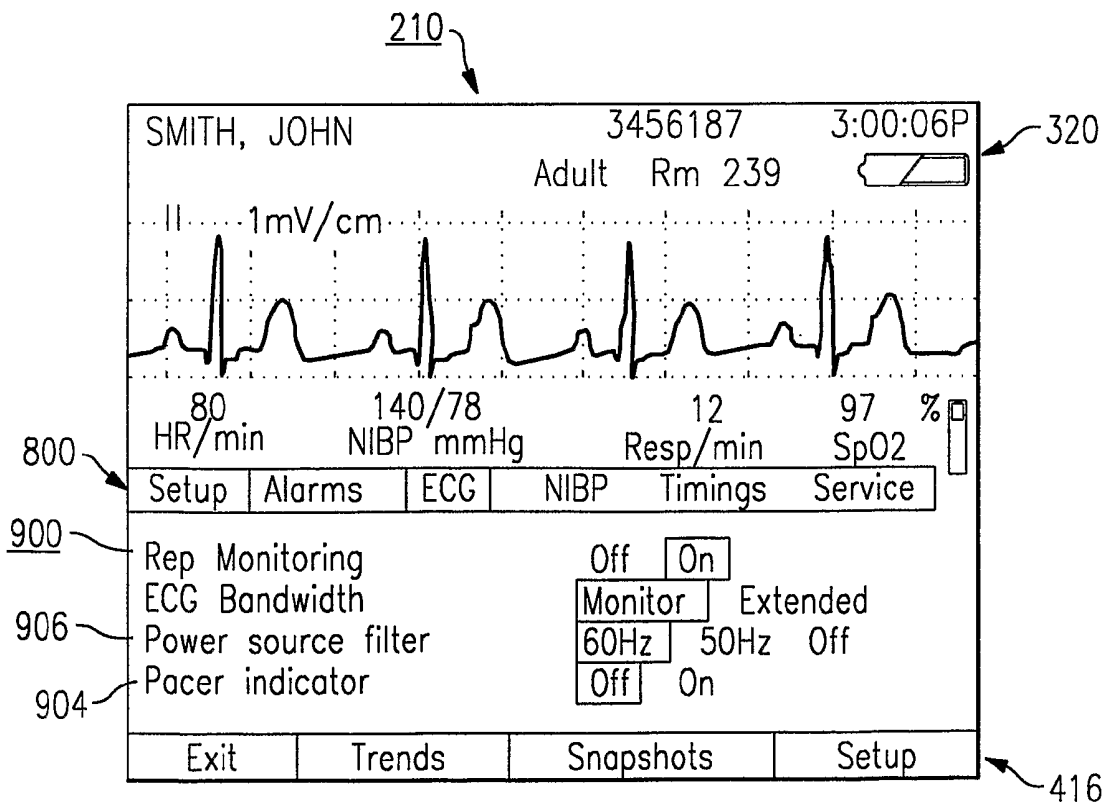 210
SMITH, JOHN 3456187 3:00:06P
320
Adult Rm 239
II 1mV/cm
80 140/78 12 97 %
HR/min NIBP mmHg Resp/min SpO2
800
Setup Alarms ECG NIBP Timings Service
900
Rep Monitoring Off On
ECG Bandwidth Monitor Extended
906
Power source filter 60Hz 50Hz Off
Pacer indicator Off On
904
Exit Trends Snapshots Setup
416